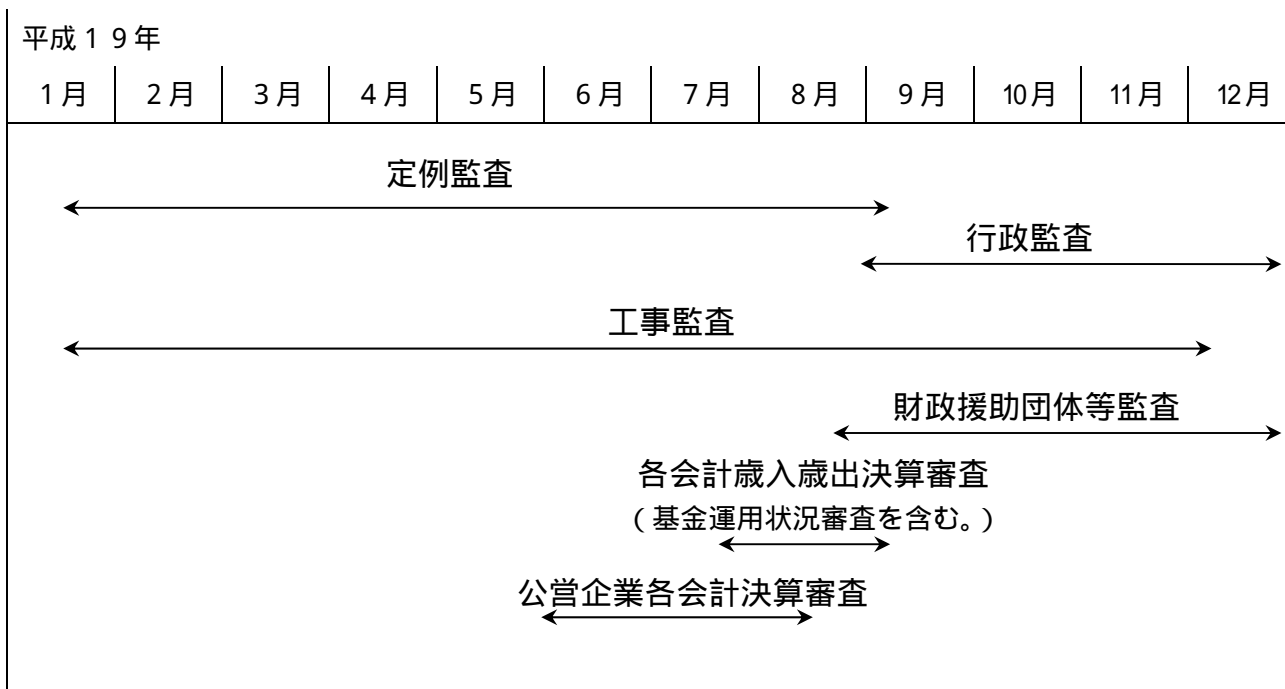 平成１９年
１月 ２月 ３月 ４月 ５月 ６月 ７月 ８月 ９月 10月 11月 12月
定例監査
行政監査
工事監査
財政援助団体等監査
各会計歳入歳出決算審査
（基金運用状況審査を含む。）
公営企業各会計決算審査